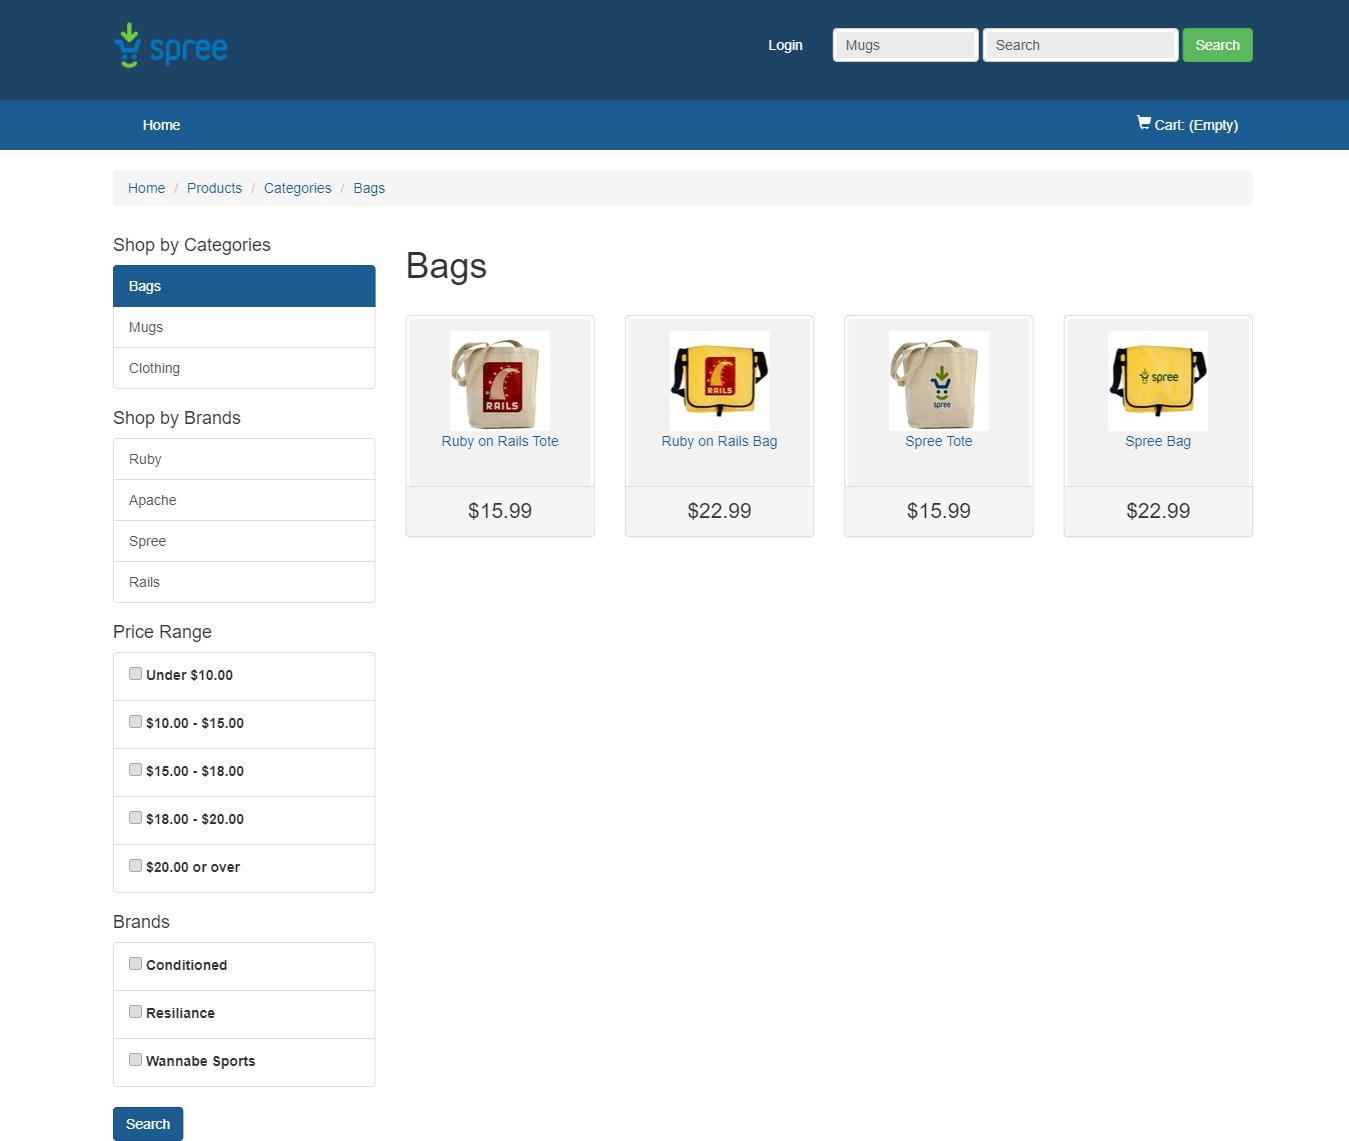 spree
Login
Mugs
Search
Search
Home
Cart: (Empty)
Home / Products / Categories / Bags
Shop by Categories
Bags
Mugs
Clothing
Shop by Brands
Ruby
Apache
Spree
Rails
Price Range
Under $10.00
$10.00 - $15.00
$15.00 - $18.00
$18.00 - $20.00
$20.00 or over
Brands
Conditioned
Resiliance
Wannabe Sports
Search
Bags
RAILS
Ruby on Rails Tote
$15.99
RAILS
Ruby on Rails Bag
$22.99
spree
Spree Tote
$15.99
spree
Spree Bag
$22.99